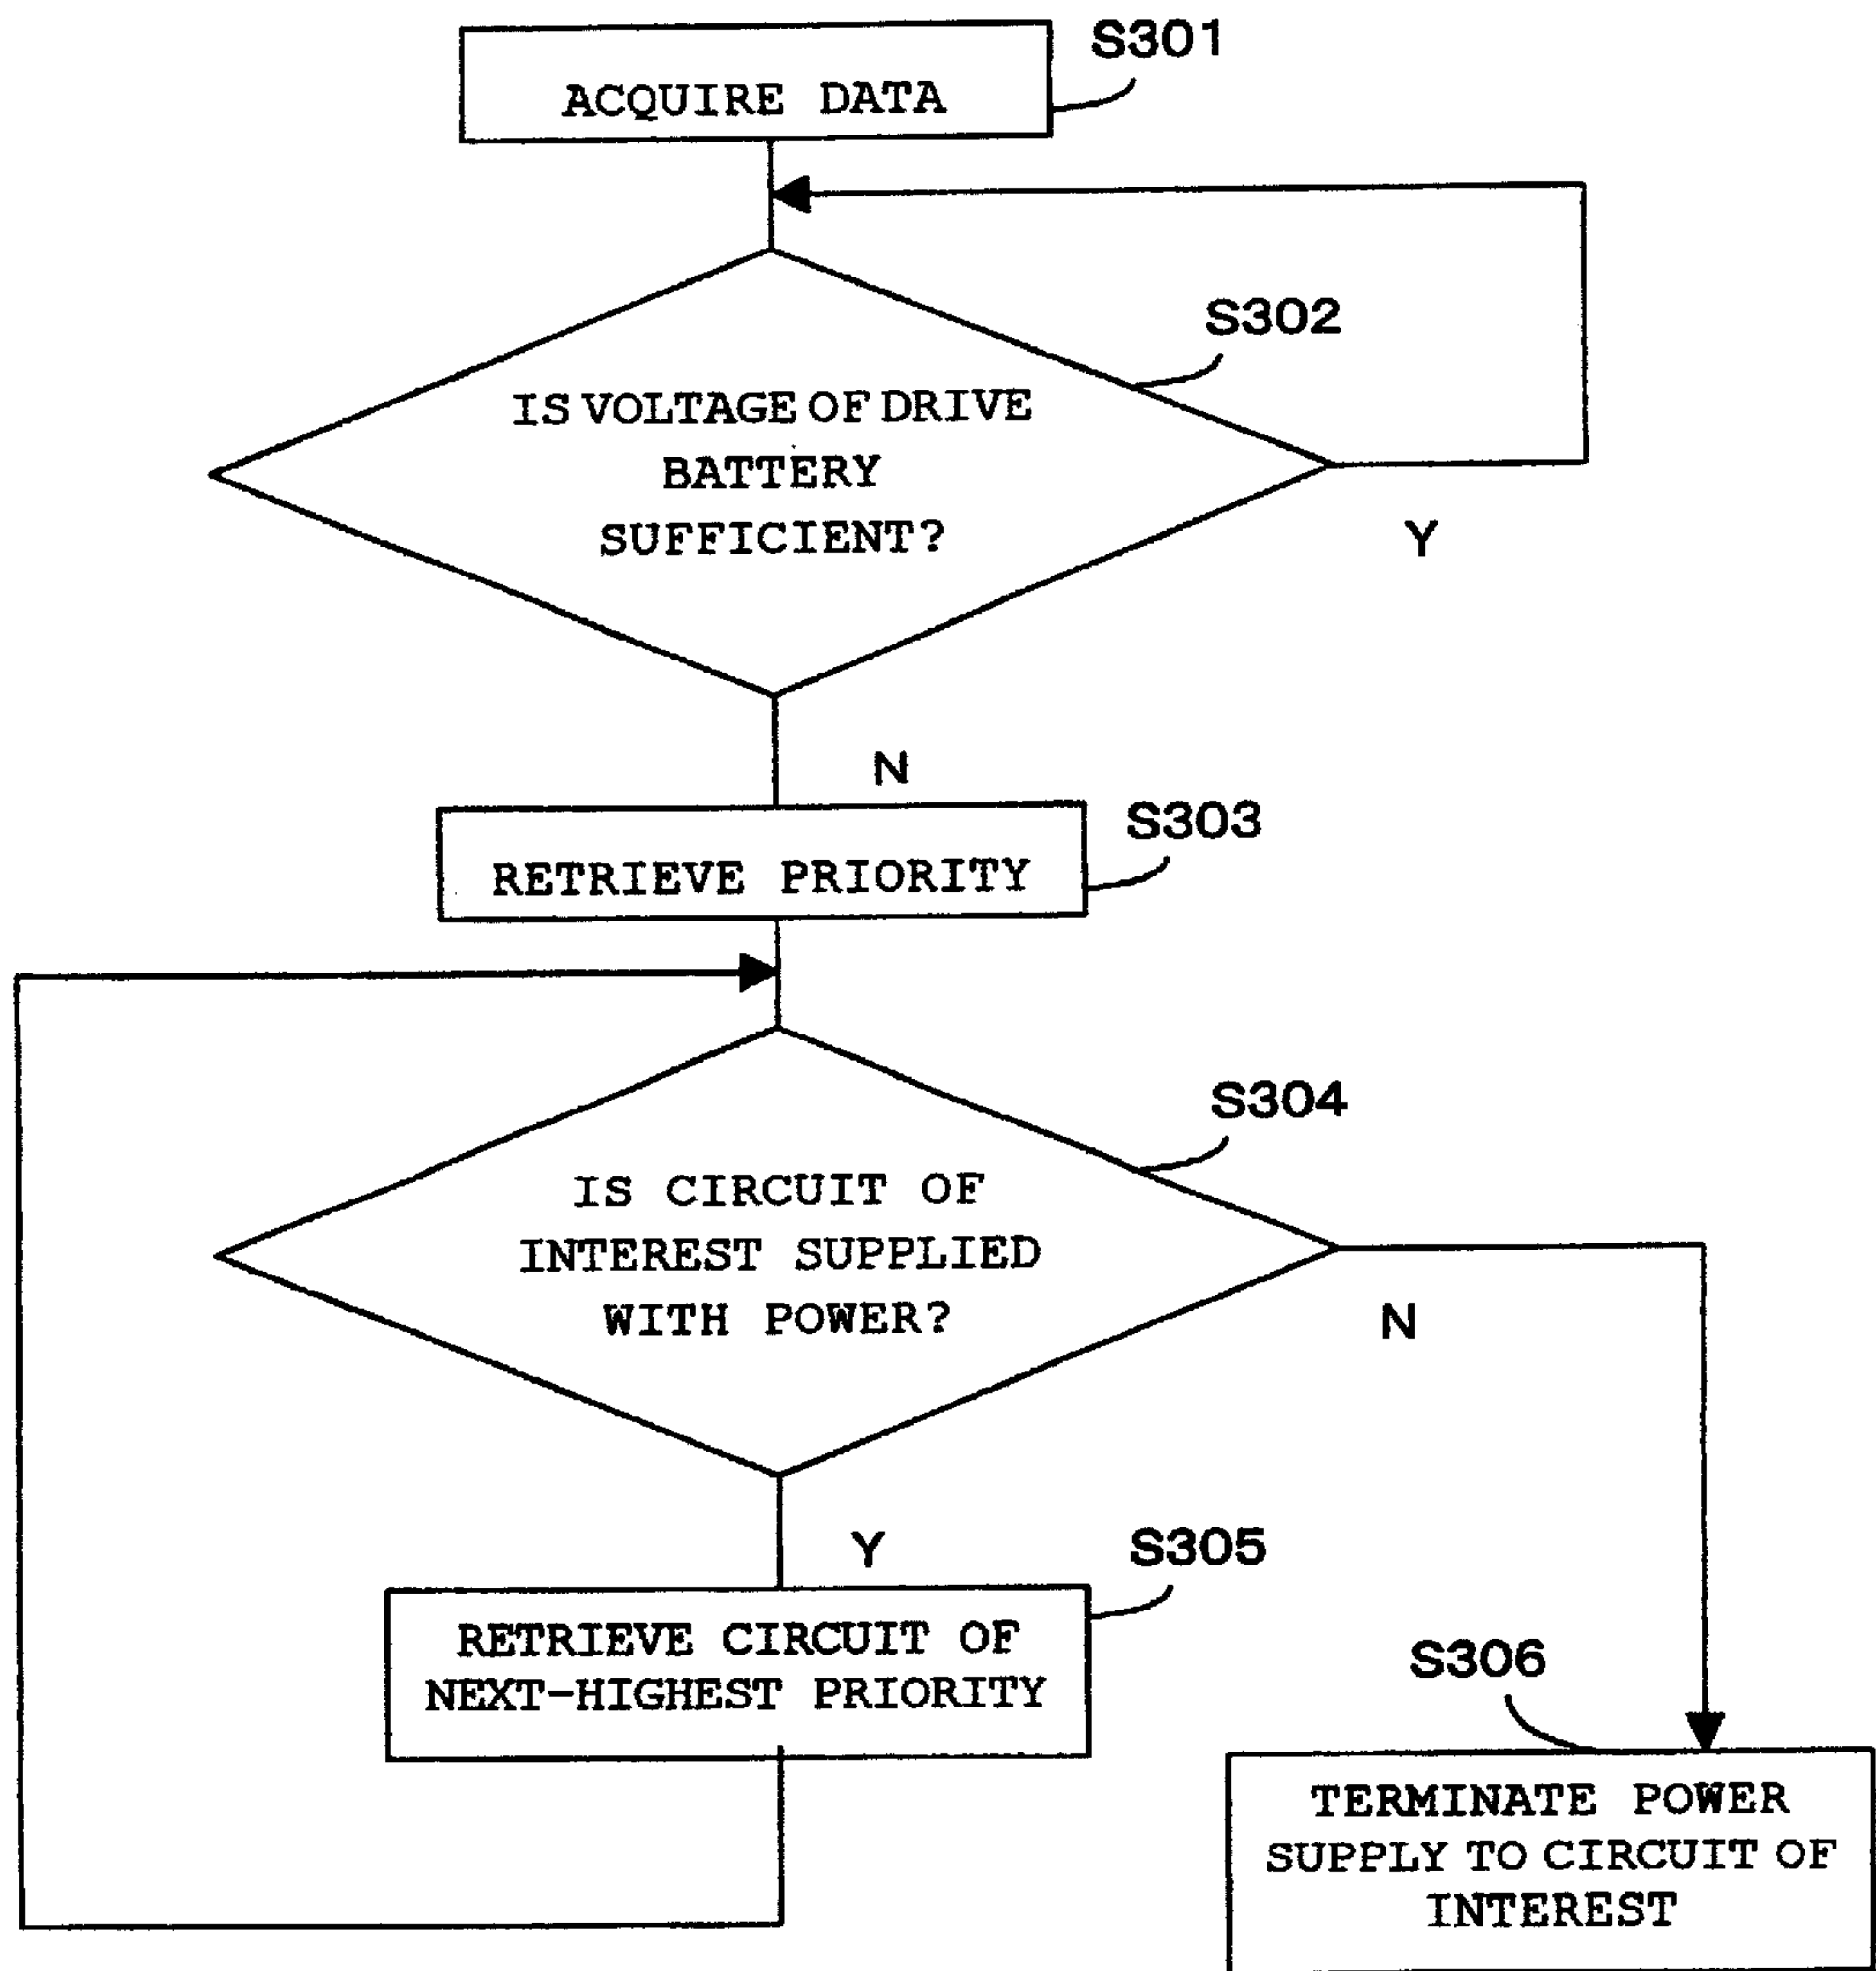 S301
ACQUIRE DATA
S302
IS VOLTAGE OF DRIVE
BATTERY
SUFFICIENT?
Y
N
S303
RETRIEVE PRIORITY
S304
IS CIRCUIT OF
INTEREST SUPPLIED
WITH POWER?
N
Y
S305
RETRIEVE CIRCUIT OF
NEXT-HIGHEST PRIORITY
S306
TERMINATE POWER
SUPPLY TO CIRCUIT OF
INTEREST